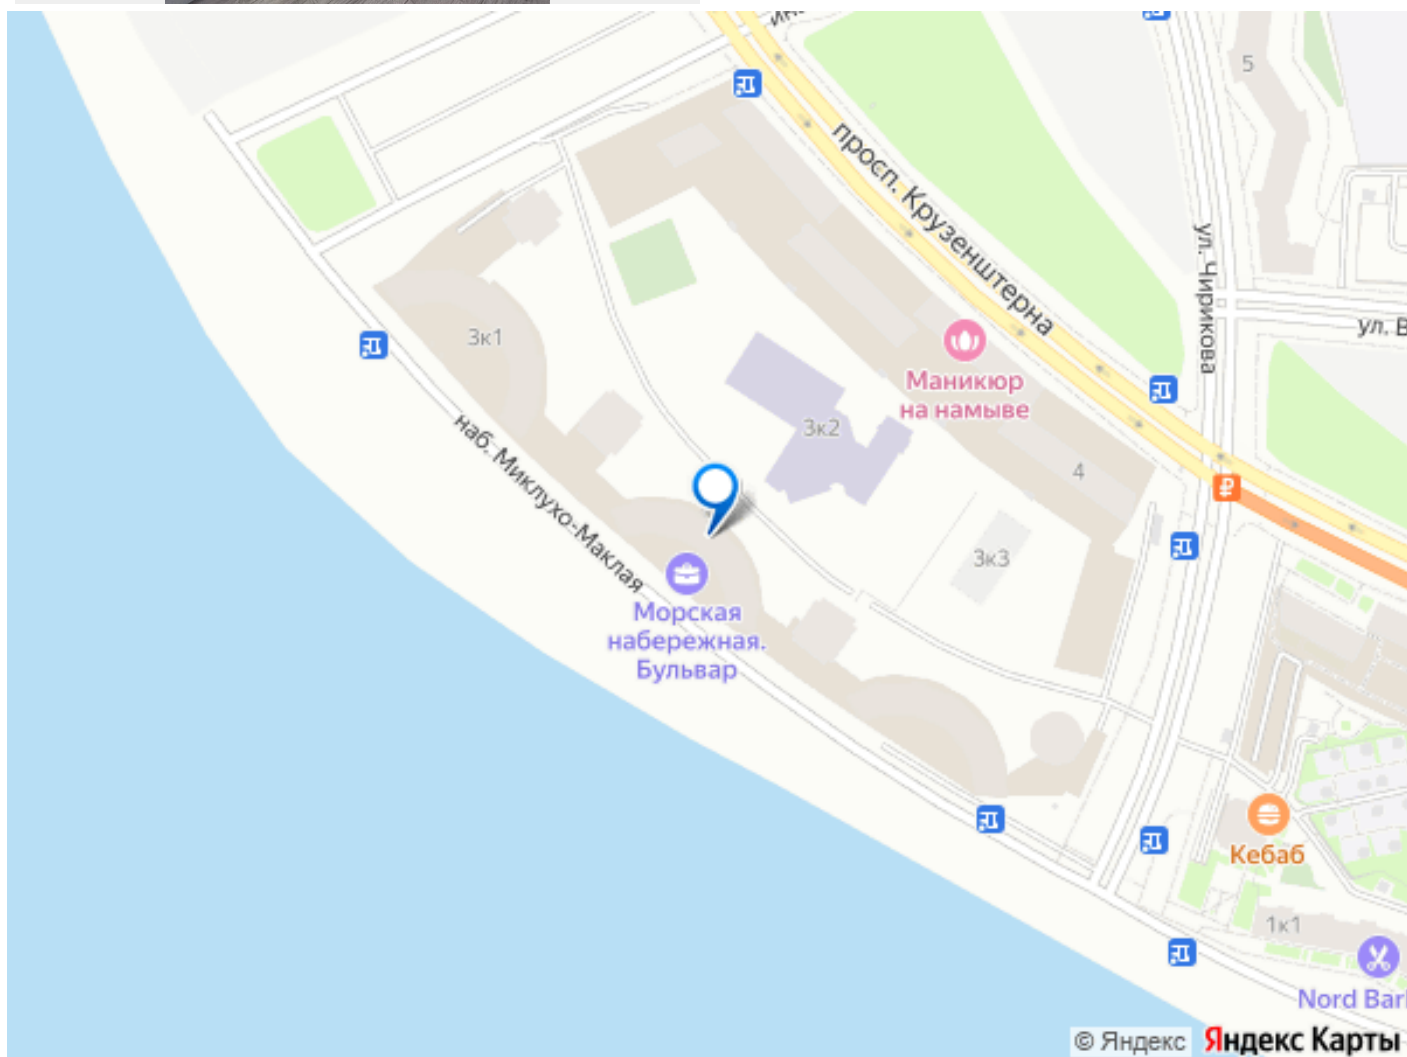 5
просп. Крузенштерна
ул. Чирикова
ул. В
3к1
Маникюр
на намыве
3к2
4
наб. Миклухо-Маклая
3к3
Морская
набережная.
Бульвар
Кебаб
1к1
Nord Bar
© Яндекс Яндекс Карты